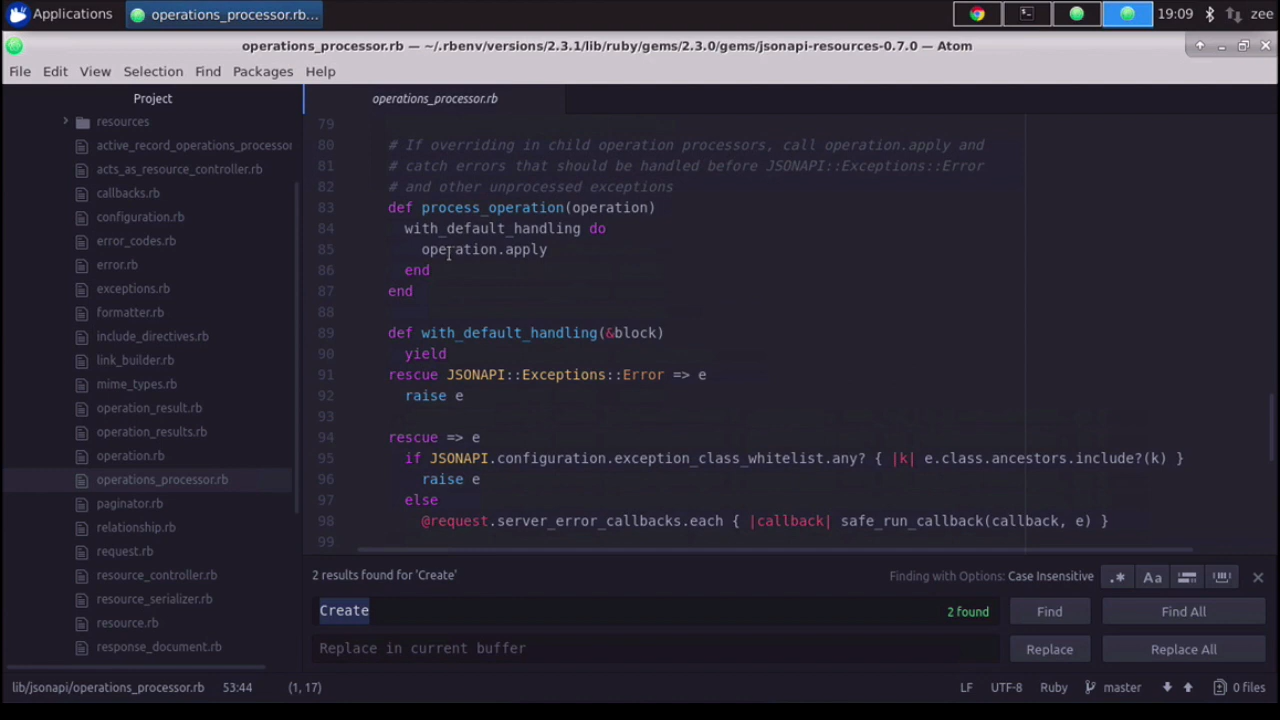 Applications
operations_processor.rb...
19:09
zee
operations_processor.rb — ~/.rbenv/versions/2.3.1/lib/ruby/gems/2.3.0/gems/jsonapi-resources-0.7.0 — Atom
File Edit View Selection Find Packages Help
Project
resources
active_record_operations_processor
acts_as_resource_controller.rb
callbacks.rb
configuration.rb
error_codes.rb
error.rb
exceptions.rb
formatter.rb
include_directives.rb
link_builder.rb
mime_types.rb
operation_result.rb
operation_results.rb
operation.rb
operations_processor.rb
paginator.rb
relationship.rb
request.rb
resource_controller.rb
resource_serializer.rb
resource.rb
response_document.rb
operations_processor.rb
79
80 # If overriding in child operation processors, call operation.apply and
81 # catch errors that should be handled before JSONAPI::Exceptions::Error
82 # and other unprocessed exceptions
83 def process_operation(operation)
84 with_default_handling do
85 operation.apply
86 end
87 end
88
89 def with_default_handling(&block)
90 yield
91 rescue JSONAPI::Exceptions::Error => e
92 raise e
93
94 rescue => e
95 if JSONAPI.configuration.exception_class_whitelist.any? { |k| e.class.ancestors.include?(k) }
96 raise e
97 else
98 @request.server_error_callbacks.each { |callback| safe_run_callback(callback, e) }
99
2 results found for 'Create'
Finding with Options: Case Insensitive
.* Aa
Create
2 found
Find
Find All
Replace in current buffer
Replace
Replace All
lib/jsonapi/operations_processor.rb 53:44 (1, 17)
LF UTF-8 Ruby master 0 files